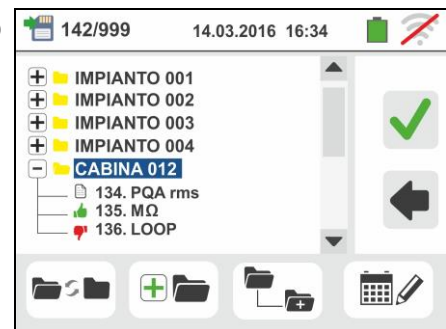 142/999 14.03.2016 16:34
IMPIANTO 001
IMPIANTO 002
IMPIANTO 003
IMPIANTO 004
CABINA 012
134. PQA rms
135. MΩ
136. LOOP